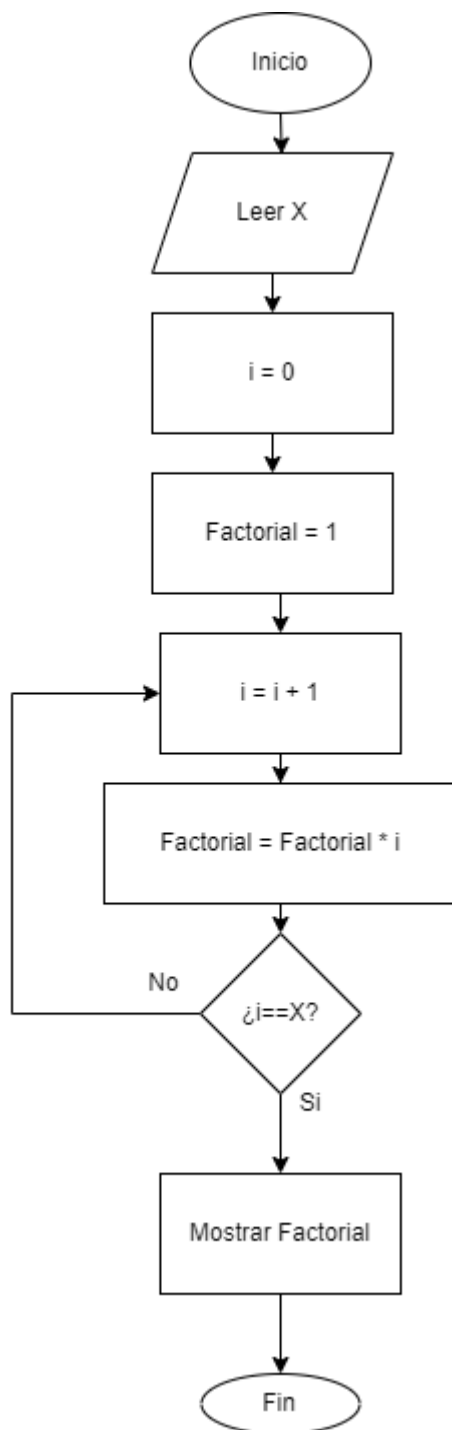 Inicio
Leer X
i = 0
Factorial = 1
i = i + 1
Factorial = Factorial * i
No
¿i==X?
Si
Mostrar Factorial
Fin